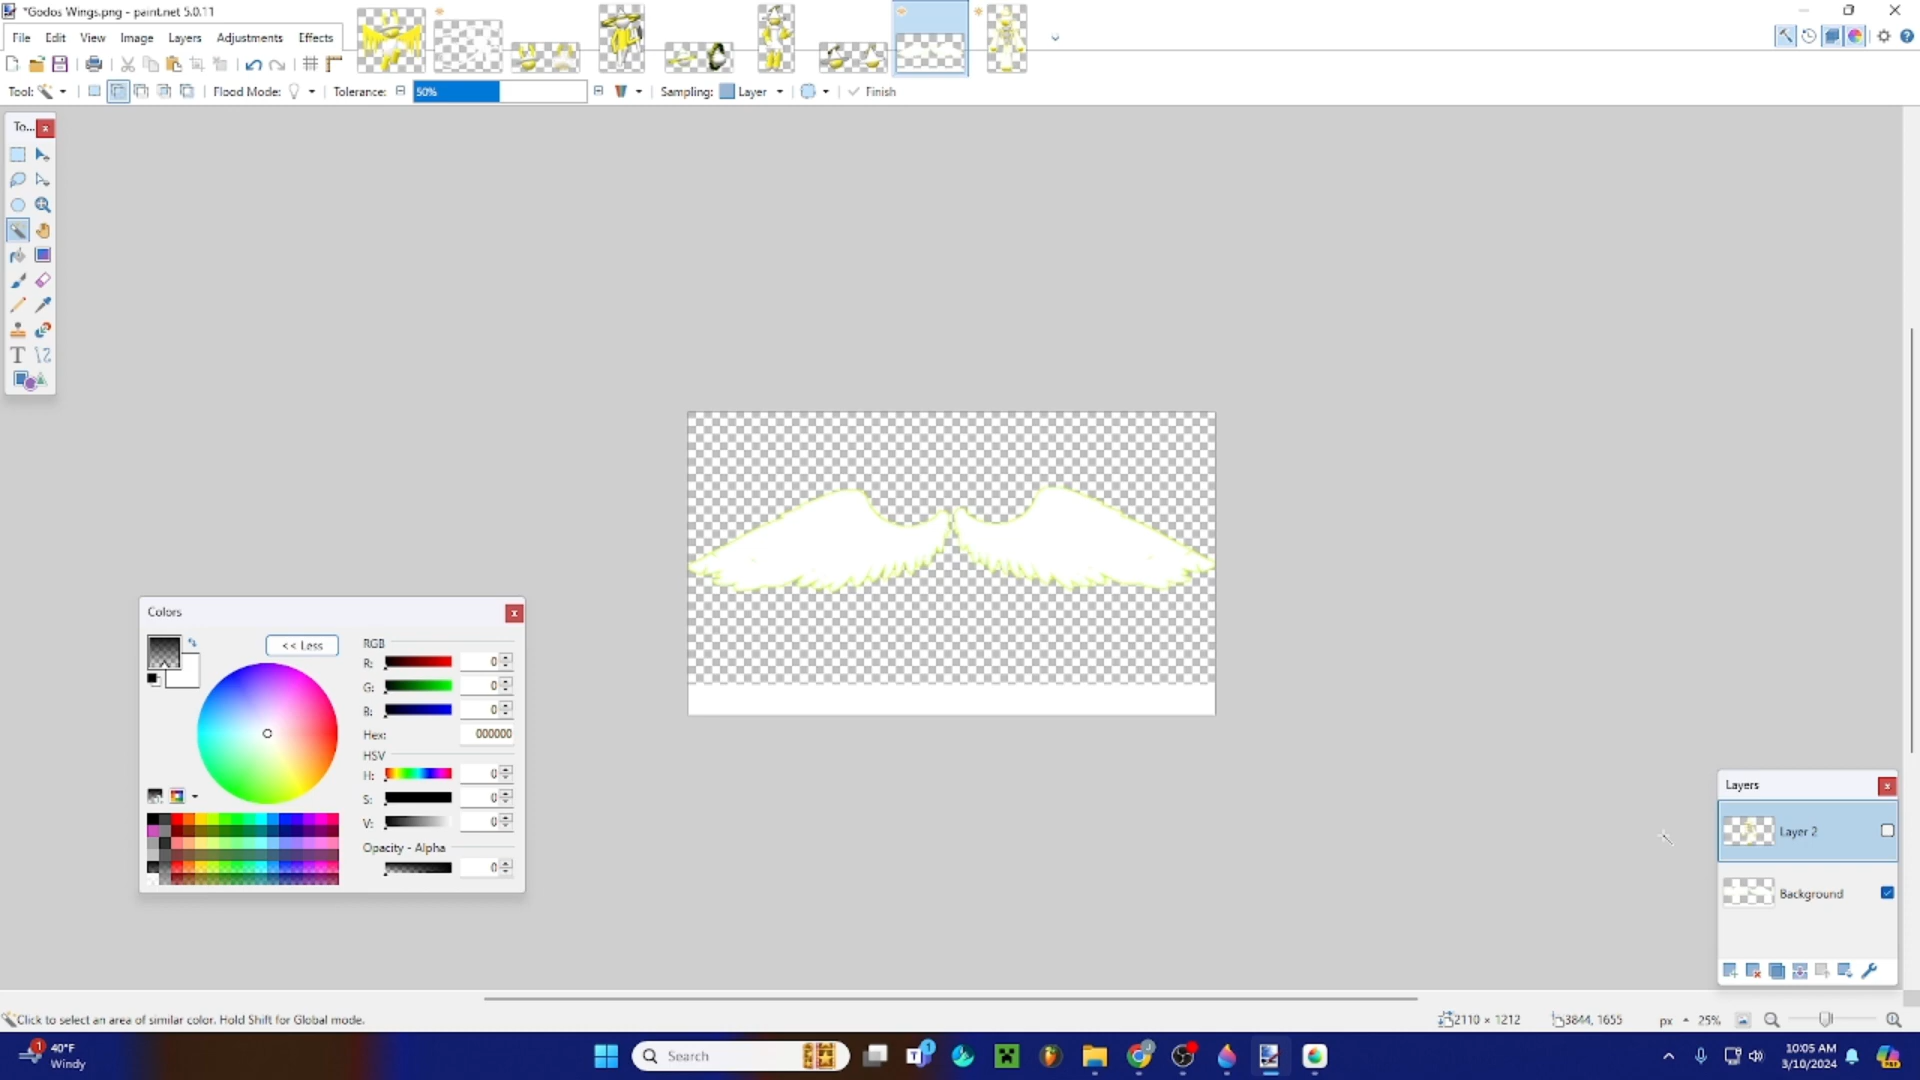 *Godos Wings.png - paint.net 5.0.11
File Edit View Image Layers Adjustments Effects
Tool: Flood Mode: Tolerance: 50% Sampling: Layer Finish
To...
Colors
<< Less
RGB
R: 0
G: 0
B: 0
Hex: 000000
HSV
H: 0
S: 0
V: 0
Opacity - Alpha
0
Layers
Layer 2
Background
Click to select an area of similar color. Hold Shift for Global mode.
2110 × 1212 3844, 1655 px 25%
1
40°F
Windy
Search
T 1
J
10:05 AM
3/10/2024